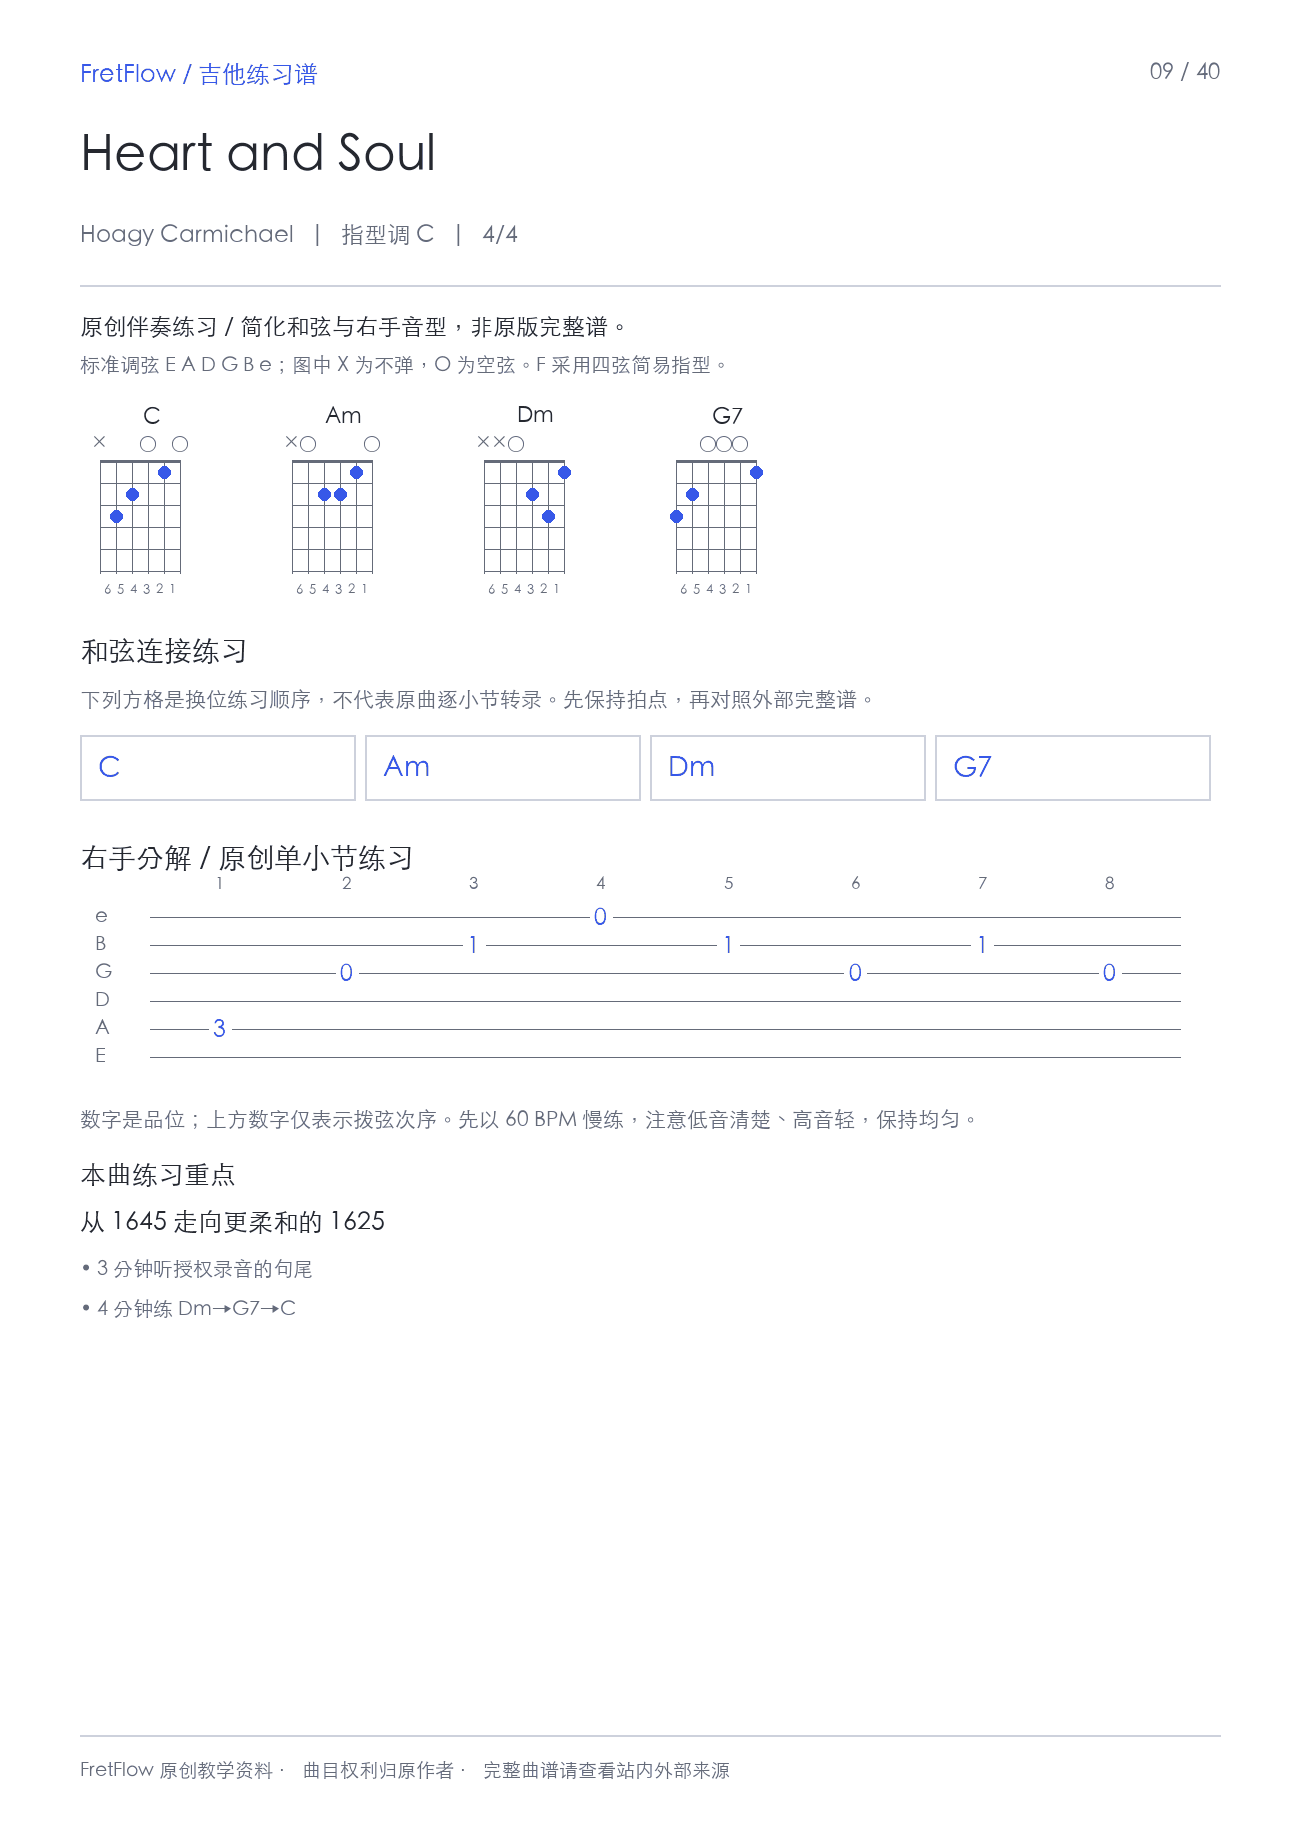 FretFlow / 吉他练习谱
09 / 40
Heart and Soul
Hoagy Carmichael | 指型调 C | 4/4
原创伴奏练习 / 简化和弦与右手音型，非原版完整谱。
标准调弦 E A D G B e；图中 X 为不弹，O 为空弦。F 采用四弦简易指型。
C Am Dm G7
× ×○ ××○ ○○○
6 5 4 3 2 1 6 5 4 3 2 1 6 5 4 3 2 1 6 5 4 3 2 1
和弦连接练习
下列方格是换位练习顺序，不代表原曲逐小节转录。先保持拍点，再对照外部完整谱。
C Am Dm G7
右手分解 / 原创单小节练习
1 2 3 4 5 6 7 8
e 0
B 1 1 1
G 0 0 0
D
A 3
E
数字是品位；上方数字仅表示拨弦次序。先以 60 BPM 慢练，注意低音清楚、高音轻，保持均匀。
本曲练习重点
从 1645 走向更柔和的 1625
• 3 分钟听授权录音的句尾
• 4 分钟练 Dm→G7→C
FretFlow 原创教学资料 · 曲目权利归原作者 · 完整曲谱请查看站内外部来源